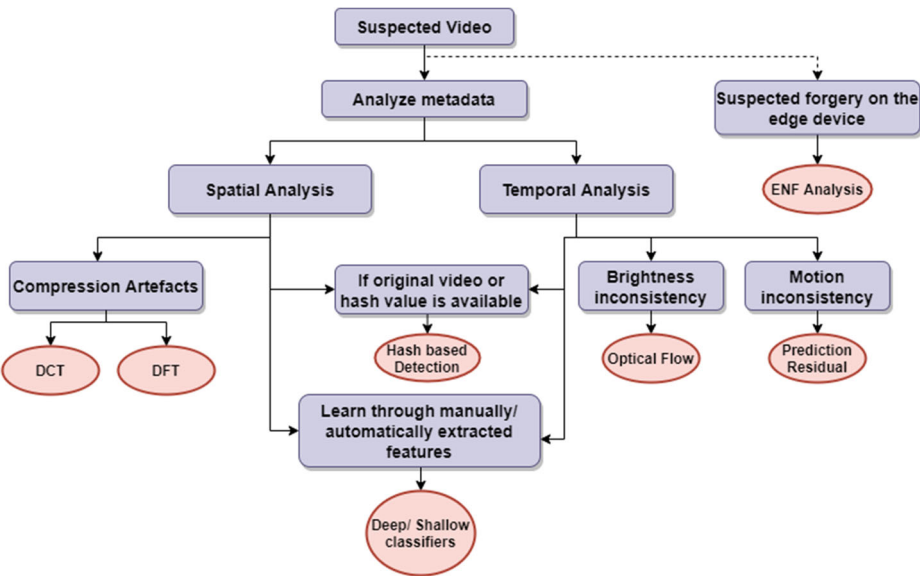 Suspected Video
Analyze metadata
Suspected forgery on the
edge device
ENF Analysis
Spatial Analysis
Temporal Analysis
Compression Artefacts
If original video or
hash value is available
Brightness
inconsistency
Motion
inconsistency
DCT
DFT
Hash based
Detection
Optical Flow
Prediction
Residual
Learn through manually/
automatically extracted
features
Deep/ Shallow
classifiers